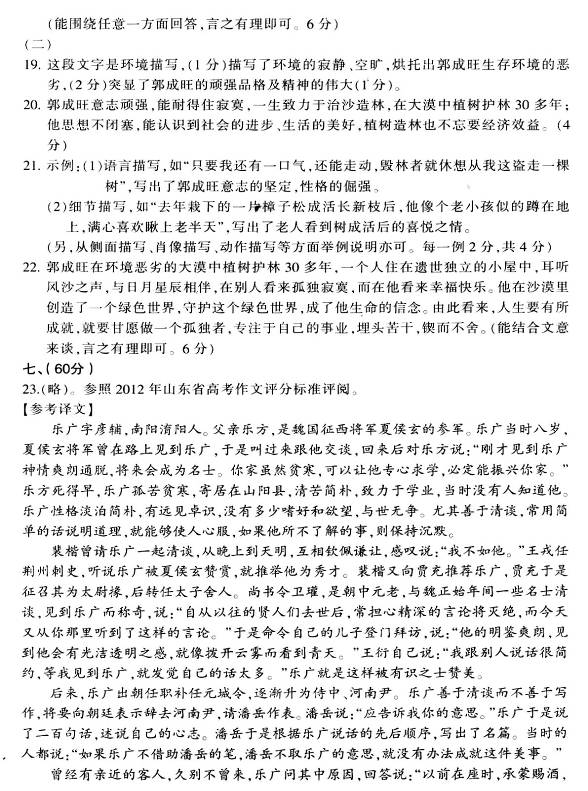 (能围绕任意一方面回答,言之有理即可。6 分)
(二)
19. 这段文字是环境描写,(1 分)描写了环境的寂静、空旷,烘托出郭成旺生存环境的恶
劣,(2 分)突显了郭成旺的顽强品格及精神的伟大(1 分)。
20. 郭成旺意志顽强,能耐得住寂寞,一生致力于治沙造林,在大漠中植树护林 30 多年;
他思想不闭塞,能认识到社会的进步、生活的美好,植树造林也不忘要经济效益。(4
分)
21. 示例:(1)语言描写,如“只要我还有一口气,还能走动,毁林者就休想从我这盗走一棵
树”,写出了郭成旺意志的坚定,性格的倔强。
(2)细节描写,如“去年栽下的一片樟子松成活长新枝后,他像个老小孩似的蹲在地
上,满心喜欢瞅上老半天”,写出了老人看到树成活后的喜悦之情。
(另,从侧面描写、肖像描写、动作描写等方面举例说明亦可。每一例 2 分,共 4 分)
22. 郭成旺在环境恶劣的大漠中植树护林 30 多年,一个人住在遗世独立的小屋中,耳听
风沙之声,与日月星辰相伴,在别人看来孤独寂寞,而在他看来幸福快乐。他在沙漠里
创造了一个绿色世界,守护这个绿色世界,成了他生命的信念。由此看来,人生要有所
成就,就要甘愿做一个孤独者,专注于自己的事业,埋头苦干,锲而不舍。(能结合文意
来谈,言之有理即可。6 分)
七、(60分)
23.(略)。参照 2012 年山东省高考作文评分标准评阅。
【参考译文】
乐广字彦辅,南阳淯阳人。父亲乐方,是魏国征西将军夏侯玄的参军。乐广当时八岁,
夏侯玄将军曾在路上见到乐广,于是叫过来跟他交谈,回来后对乐方说:“刚才见到乐广
神情爽朗通脱,将来会成为名士。你家虽然贫寒,可以让他专心求学,必定能振兴你家。”
乐方死得早,乐广孤苦贫寒,寄居在山阳县,清苦简朴,致力于学业,当时没有人知道他。
乐广性格淡泊简朴,有远见卓识,没有多少嗜好和欲望,与世无争。尤其善于清谈,常用简
单的话说明道理,就能够使人心服,如果他所不了解的事,则保持沉默。
裴楷曾请乐广一起清谈,从晚上到天明,互相钦佩谦让,感叹说:“我不如他。”王戎任
荆州刺史,听说乐广被夏侯玄赞赏,就推举他为秀才。裴楷又向贾充推荐乐广,贾充于是
征召其为太尉掾,后转任太子舍人。尚书令卫瓘,是朝中元老,与魏正始年间一些名士清
谈,见到乐广而称奇,说:“自从以往的贤人们去世后,常担心精深的言论将灭绝,而今天
又从你那里听到了这样的言论。”于是命令自己的儿子登门拜访,说:“他的明鉴爽朗,见
到他会有光洁透明之感,就像拨开云雾而看到青天。”王衍自己说:“我跟别人说话很简
约,等我见到乐广,就发觉自己的话太多。”乐广就是这样被有识之士赞美。
后来,乐广出朝任职补任元城令,逐渐升为侍中、河南尹。乐广善于清谈而不善于写
作,将要向朝廷表示辞去河南尹,请潘岳作表。潘岳说:“应告诉我你的意思。”乐广于是说
了二百句话,述说自己的心志。潘岳于是根据乐广说话的先后顺序,写出了名篇。当时的
人都说:“如果乐广不借助潘岳的笔,潘岳不取乐广的意思,就没有办法成就这件美事。”
曾经有亲近的客人,久别不曾来,乐广问其中原因,回答说:“以前在座时,承蒙赐酒,